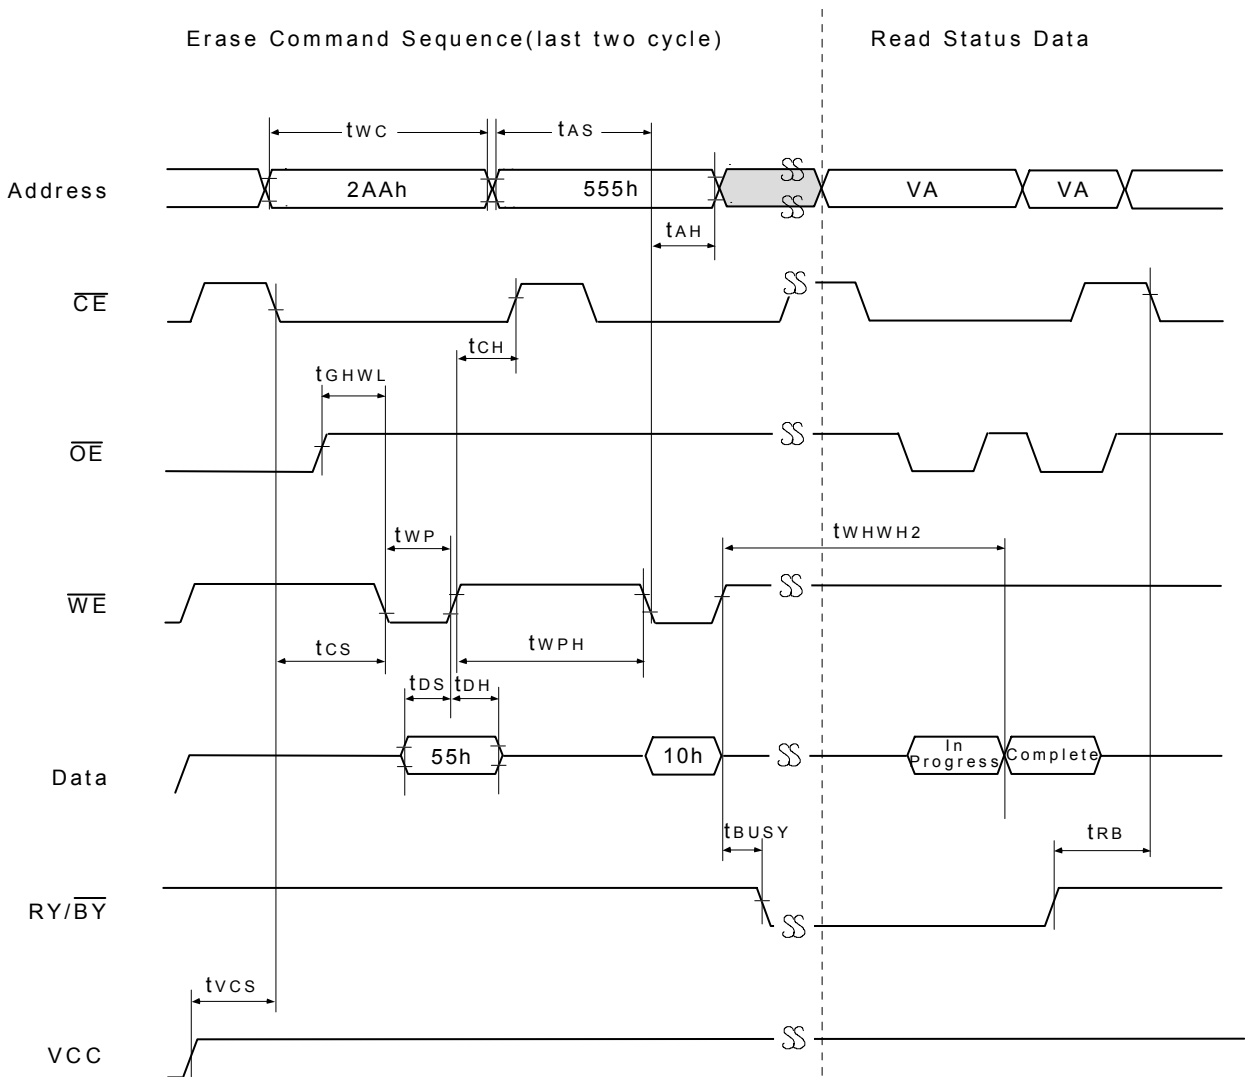 Erase Command Sequence(last two cycle)
Read Status Data
tWC
tAS
Address
2AAh
555h
VA
VA
tAH
CE
tCH
tGHWL
OE
tWP
tWHWH2
WE
tCS
tWPH
tDS
tDH
Data
55h
10h
In
Progress
Complete
tBUSY
tRB
RY/BY
tVCS
VCC